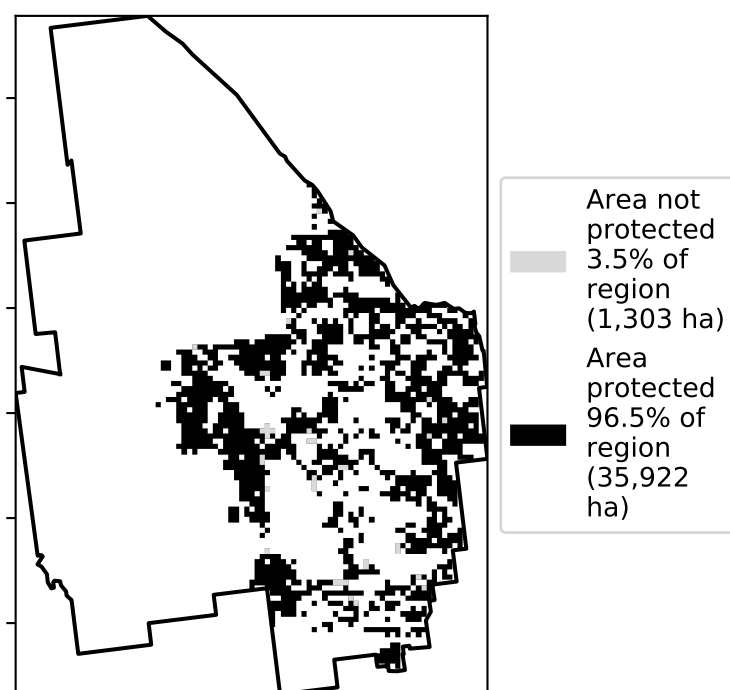 Area not
protected
3.5% of
region
(1,303 ha)
Area
protected
96.5% of
region
(35,922
ha)